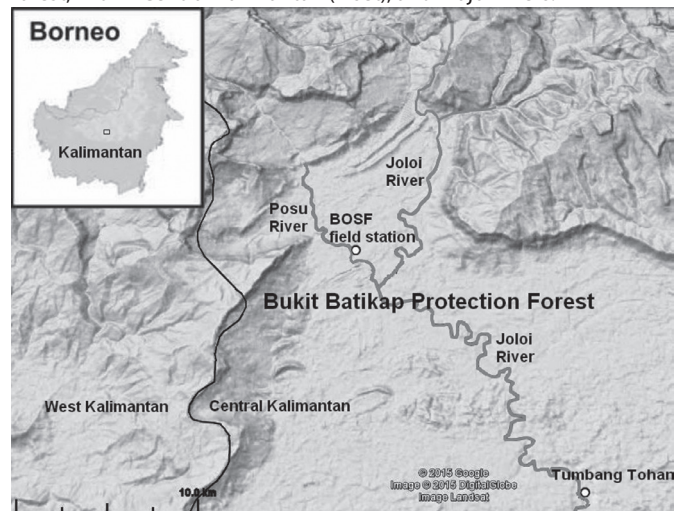 Borneo
Kalimantan
Joloi
River
Posu
River
BOSF
field station
Bukit Batikap Protection Forest
Joloi
River
West Kalimantan
Central Kalimantan
© 2015 Google
Image © 2015 DigitalGlobe
Image Landsat
Tumbang Tohan
10.0 km